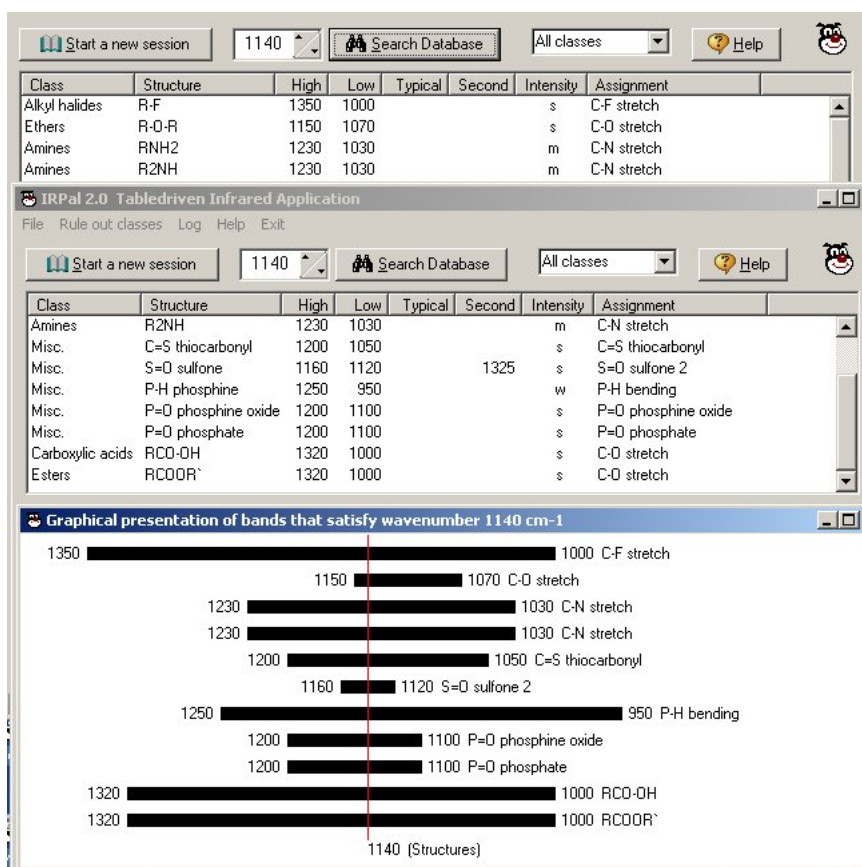 Start a new session 1140 Search Database All classes Help
Class Structure High Low Typical Second Intensity Assignment
Alkyl halides R-F 1350 1000 s C-F stretch
Ethers R-O-R 1150 1070 s C-O stretch
Amines RNH2 1230 1030 m C-N stretch
Amines R2NH 1230 1030 m C-N stretch
IRPal 2.0 Tabledriven Infrared Application
File Rule out classes Log Help Exit
Start a new session 1140 Search Database All classes Help
Class Structure High Low Typical Second Intensity Assignment
Amines R2NH 1230 1030 m C-N stretch
Misc. C=S thiocarbonyl 1200 1050 s C=S thiocarbonyl
Misc. S=O sulfone 1160 1120 1325 s S=O sulfone 2
Misc. P-H phosphine 1250 950 w P-H bending
Misc. P=O phosphine oxide 1200 1100 s P=O phosphine oxide
Misc. P=O phosphate 1200 1100 s P=O phosphate
Carboxylic acids RCO-OH 1320 1000 s C-O stretch
Esters RCOOR` 1320 1000 s C-O stretch
Graphical presentation of bands that satisfy wavenumber 1140 cm-1
1350 1000 C-F stretch
1150 1070 C-O stretch
1230 1030 C-N stretch
1230 1030 C-N stretch
1200 1050 C=S thiocarbonyl
1160 1120 S=O sulfone 2
1250 950 P-H bending
1200 1100 P=O phosphine oxide
1200 1100 P=O phosphate
1320 1000 RCO-OH
1320 1000 RCOOR`
1140 (Structures)